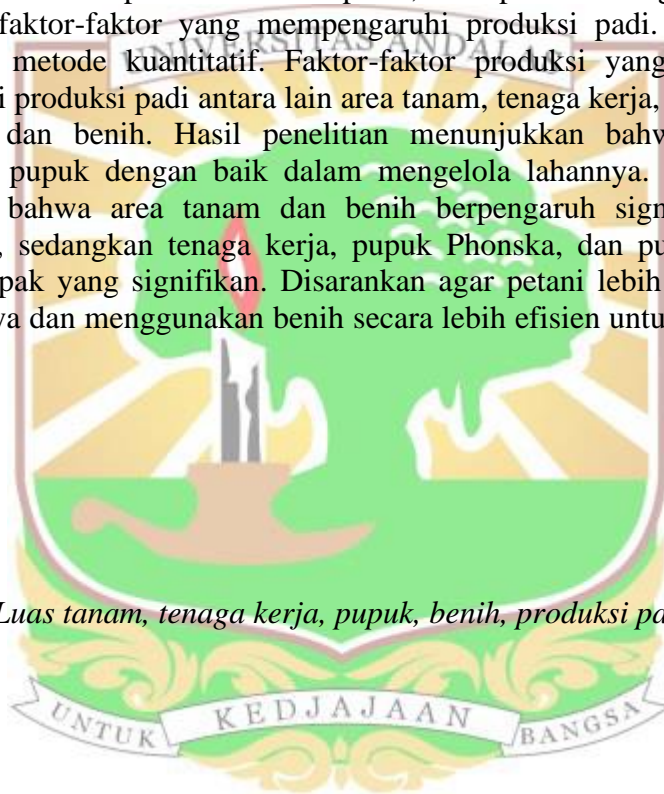 faktor-faktor yang mempengaruhi produksi padi.
UNIVERSITAS ANDALAS
metode kuantitatif. Faktor-faktor produksi yang
i produksi padi antara lain area tanam, tenaga kerja,
dan benih. Hasil penelitian menunjukkan bahw
pupuk dengan baik dalam mengelola lahannya.
bahwa area tanam dan benih berpengaruh sign
, sedangkan tenaga kerja, pupuk Phonska, dan pu
pak yang signifikan. Disarankan agar petani lebih
ya dan menggunakan benih secara lebih efisien untu
Luas tanam, tenaga kerja, pupuk, benih, produksi pa
UNTUK KEDJAJAAN BANGSA